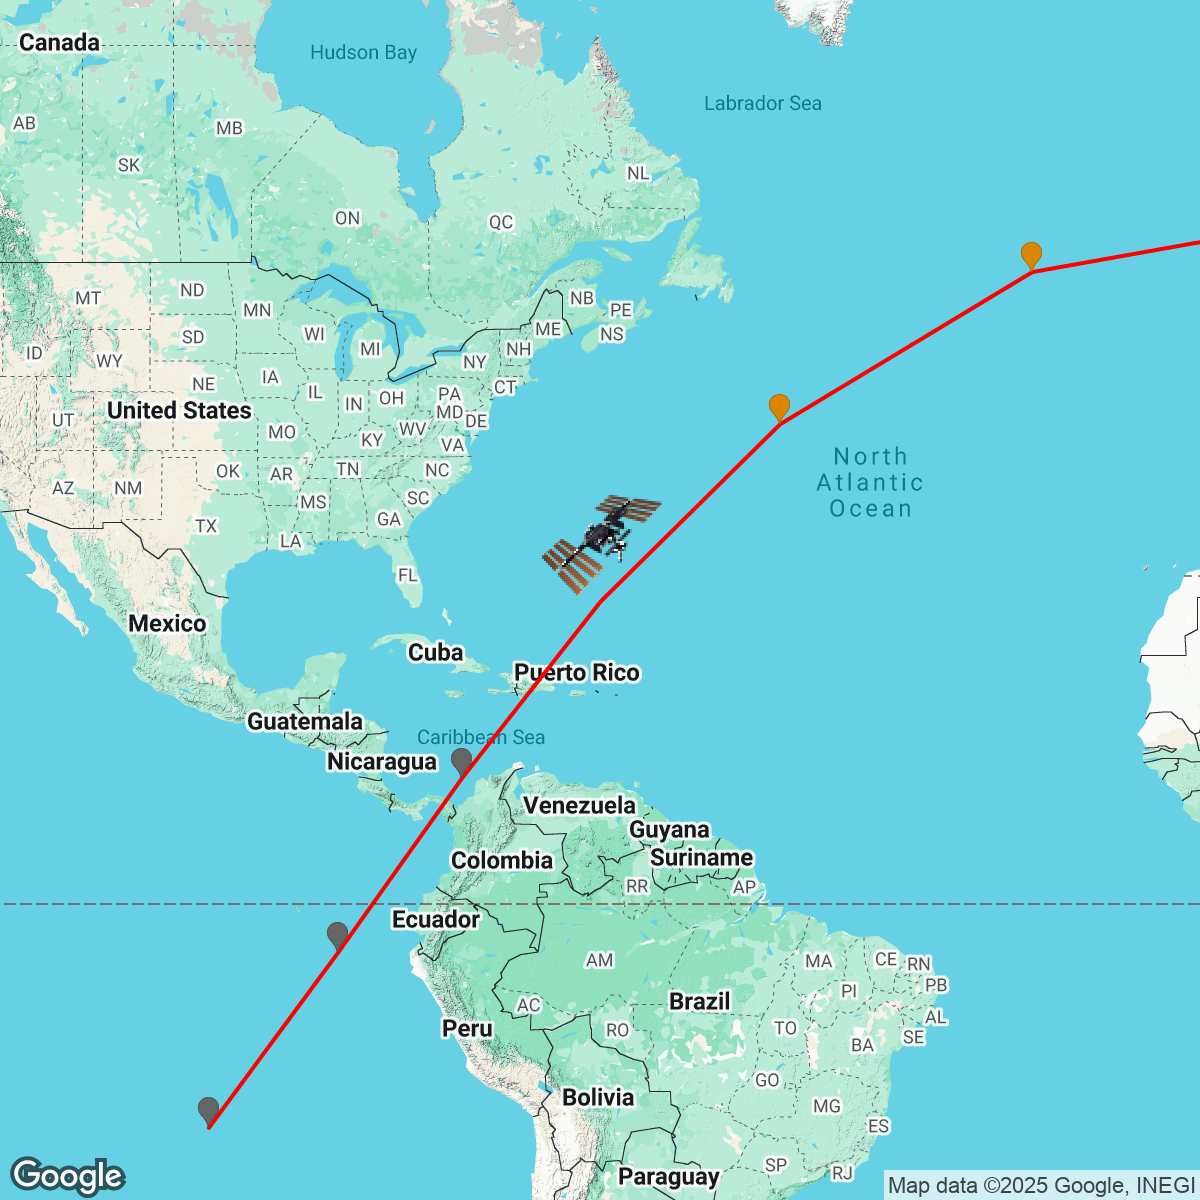 Canada
Hudson Bay
Labrador Sea
AB
MB
SK
NL
ON
QC
MT
ND
MN
NB
PE
SD
WI
NS
ME
ID
WY
MI
NH
NY
NE
IA
IL
OH
PA
CT
UT
United States
IN
MD
DE
MO
KY
WV
VA
North
Atlantic
Ocean
AZ
NM
OK
AR
TN
NC
MS
SC
TX
GA
LA
FL
Mexico
Cuba
Puerto Rico
Guatemala
Caribbean Sea
Nicaragua
Venezuela
Guyana
Colombia
Suriname
RR
AP
Ecuador
AM
MA
CE
RN
PI
PB
AC
Brazil
AL
Peru
RO
TO
BA
SE
GO
Bolivia
MG
ES
Paraguay
SP
RJ
Google
Map data ©2025 Google, INEGI